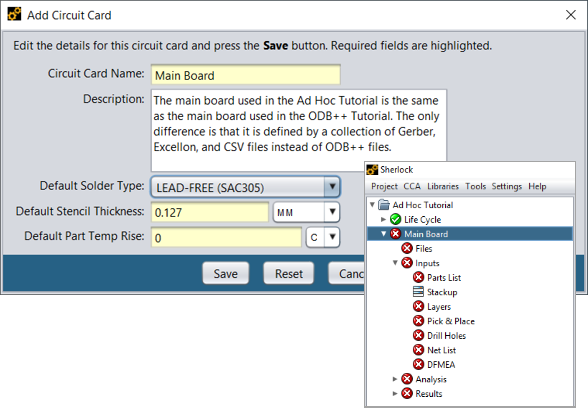 Add Circuit Card
Edit the details for this circuit card and press the Save button. Required fields are highlighted.
Circuit Card Name: Main Board
Description: The main board used in the Ad Hoc Tutorial is the same
as the main board used in the ODB++ Tutorial. The only
difference is that it is defined by a collection of Gerber,
Excellon, and CSV files instead of ODB++ files.
Default Solder Type: LEAD-FREE (SAC305)
Default Stencil Thickness: 0.127 MM
Default Part Temp Rise: 0 C
Save Reset Canc
Sherlock
Project CCA Libraries Tools Settings Help
Ad Hoc Tutorial
Life Cycle
Main Board
Files
Inputs
Parts List
Stackup
Layers
Pick & Place
Drill Holes
Net List
DFMEA
Analysis
Results